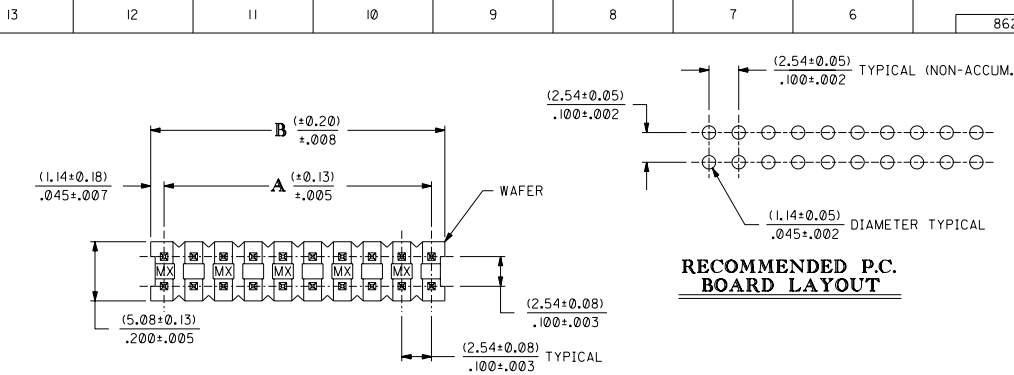 13 12 11 10 9 8 7 6
862
(2.54±0.05) TYPICAL (NON-ACCUM.
.100±.002
(2.54±0.05)
.100±.002
B (±0.20)
±.008
(1.14±0.18)
.045±.007
A (±0.13)
±.005
WAFER
MX MX MX MX MX
(1.14±0.05) DIAMETER TYPICAL
.045±.002
RECOMMENDED P.C.
BOARD LAYOUT
(5.08±0.13)
.200±.005
(2.54±0.08)
.100±.003
(2.54±0.08) TYPICAL
.100±.003